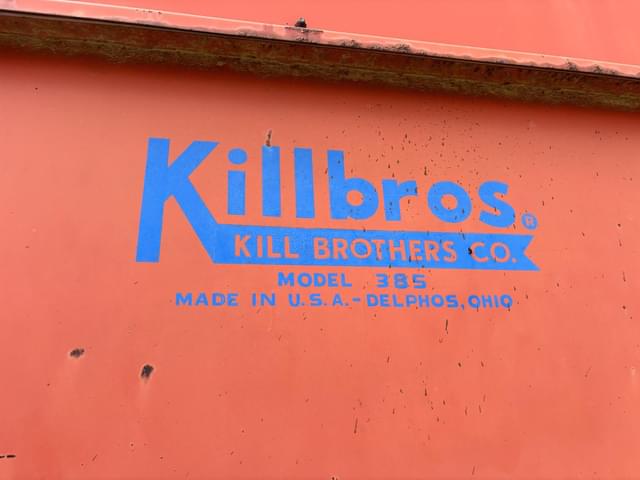 Killbros®
KILL BROTHERS CO.
MODEL 385
MADE IN U.S.A.-DELPHOS, OHIO